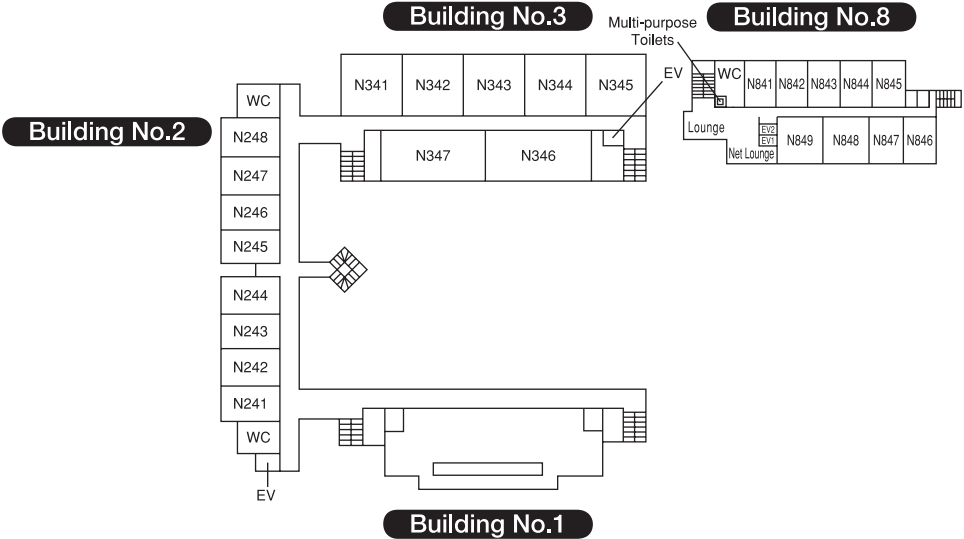 Building No.3
Multi-purpose
Toilets
Building No.8
EV
WC
N341
N342
N343
N344
N345
WC
N841
N842
N843
N844
N845
Building No.2
N248
N347
N346
Lounge
EV2
EV1
Net Lounge
N849
N848
N847
N846
N247
N246
N245
N244
N243
N242
N241
WC
EV
Building No.1